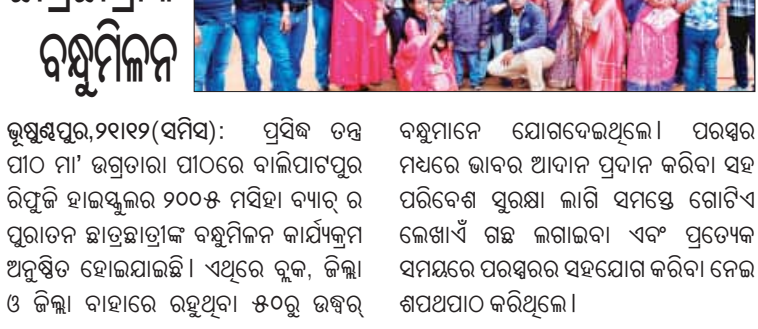 ବନ୍ଧୁମିଳନ
ଭୂଷୁଣ୍ଡପୁର,୨୧।୧୨(ସମିସ): ପ୍ରସିଦ୍ଧ ତନ୍ତ୍ର
ପୀଠ ମା' ଉଗ୍ରତାରା ପୀଠରେ ବାଲିପାଟପୁର
ରିଫୁଜି ହାଇସ୍କୁଲର ୨୦୦୫ ମସିହା ବ୍ୟାଚ୍ ର
ପୁରାତନ ଛାତ୍ରଛାତ୍ରୀଙ୍କ ବନ୍ଧୁମିଳନ କାର୍ଯ୍ୟକ୍ରମ
ଅନୁଷ୍ଠିତ ହୋଇଯାଇଛି। ଏଥିରେ ବ୍ଲକ, ଜିଲ୍ଲା
ଓ ଜିଲ୍ଲା ବାହାରେ ରହୁଥିବା ୫୦ରୁ ଉର୍ଦ୍ଧ୍ୱର୍
ବନ୍ଧୁମାନେ ଯୋଗଦେଇଥିଲେ। ପରସ୍ପର
ମଧ୍ୟରେ ଭାବର ଆଦାନ ପ୍ରଦାନ କରିବା ସହ
ପରିବେଶ ସୁରକ୍ଷା ଲାଗି ସମସ୍ତେ ଗୋଟିଏ
ଲେଖାଏଁ ଗଛ ଲଗାଇବା ଏବଂ ପ୍ରତ୍ୟେକ
ସମୟରେ ପରସ୍ପରର ସହଯୋଗ କରିବା ନେଇ
ଶପଥପାଠ କରିଥିଲେ।